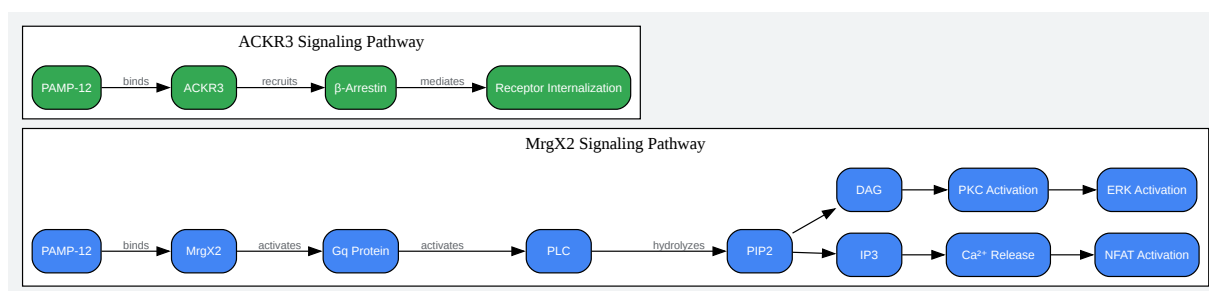 ACKR3 Signaling Pathway
PAMP-12
binds
ACKR3
recruits
β-Arrestin
mediates
Receptor Internalization
MrgX2 Signaling Pathway
DAG
PKC Activation
ERK Activation
PAMP-12
binds
MrgX2
activates
Gq Protein
activates
PLC
hydrolyzes
PIP2
IP3
Ca²⁺ Release
NFAT Activation